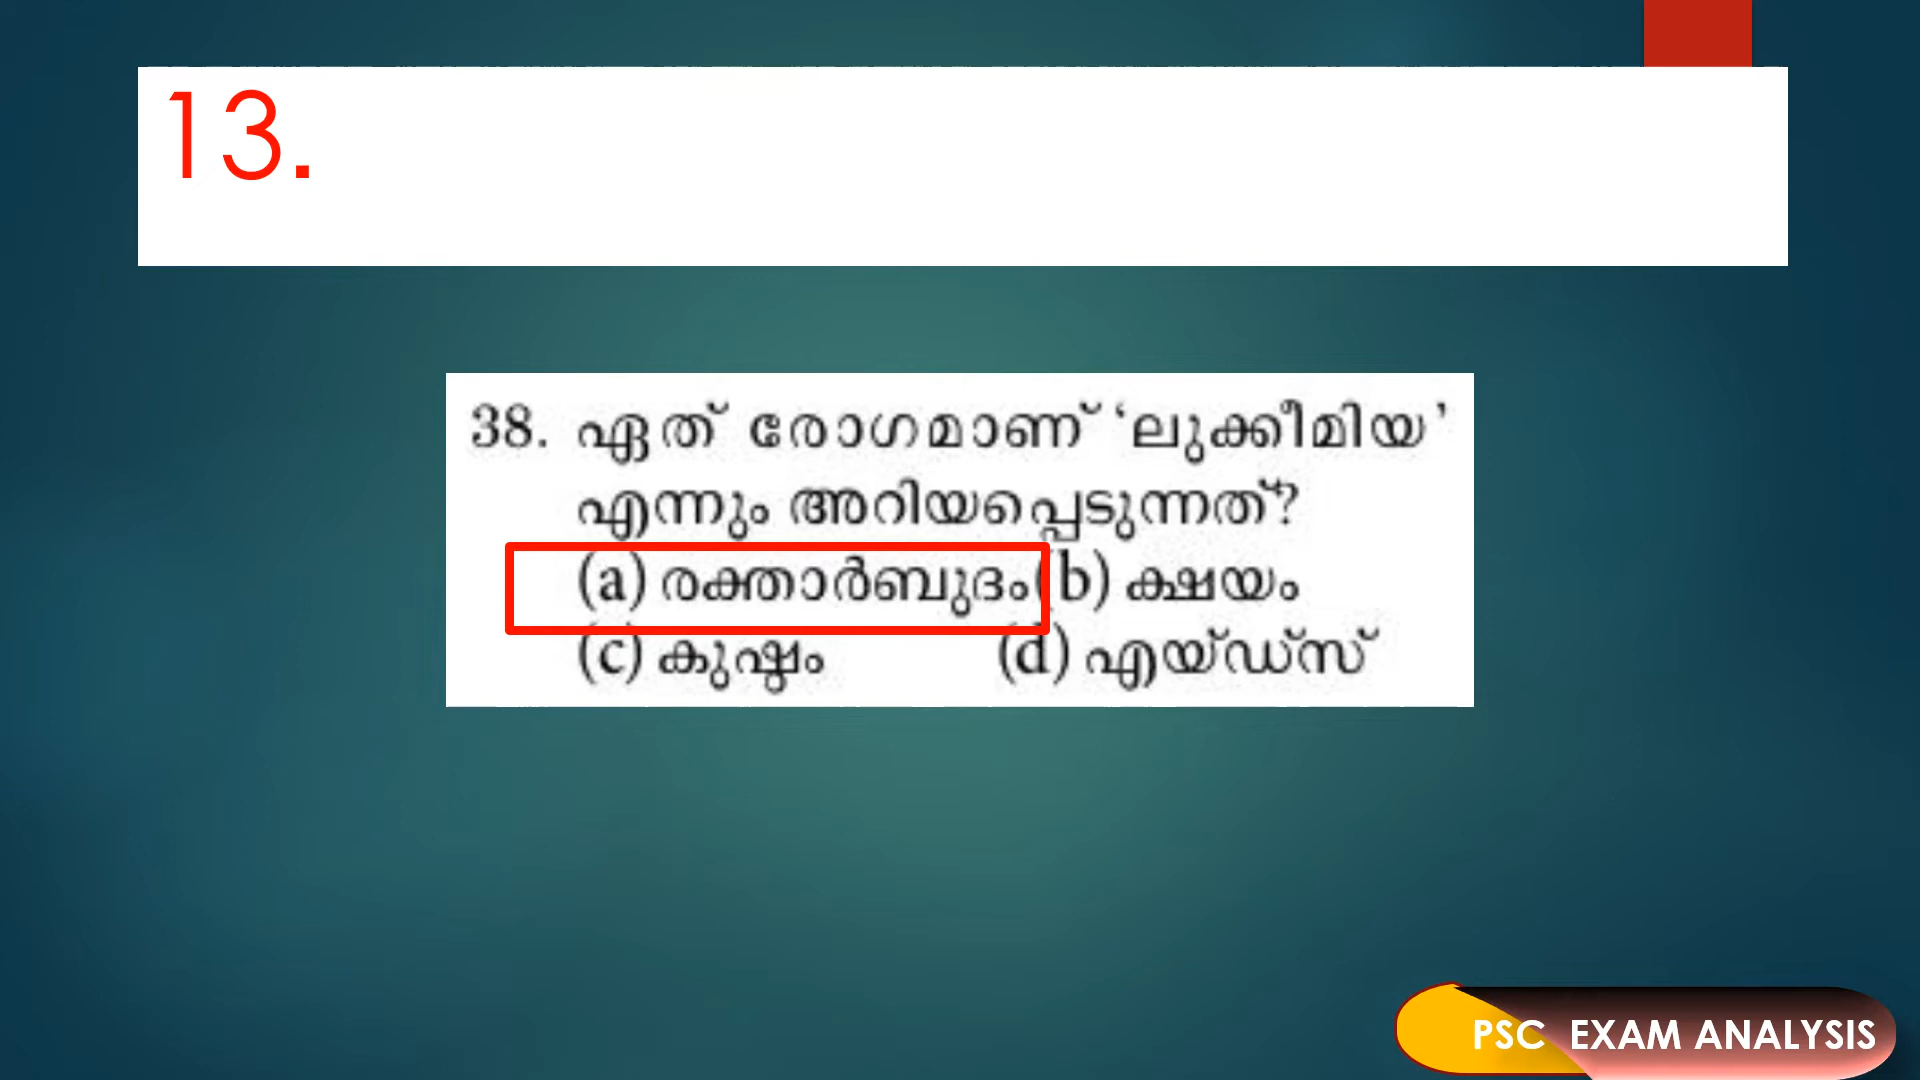 13.
38. ഏത് രോഗമാണ് ‘ലുക്കീമിയ’
എന്നും അറിയപ്പെടുന്നത്?
(a) രക്താർബുദം (b) ക്ഷയം
(c) കുഷ്ഠം (d) എയ്ഡ്സ്
PSC EXAM ANALYSIS